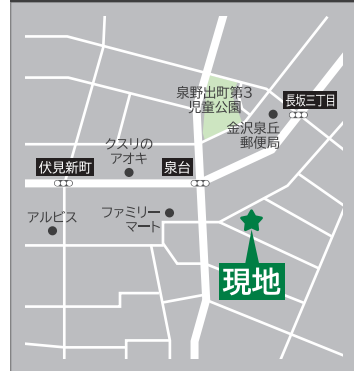 泉野出町第3
児童公園
長坂三丁目
金沢泉丘
郵便局
クスリの
アオキ
伏見新町
泉台
アルビス
ファミリー
マート
現地